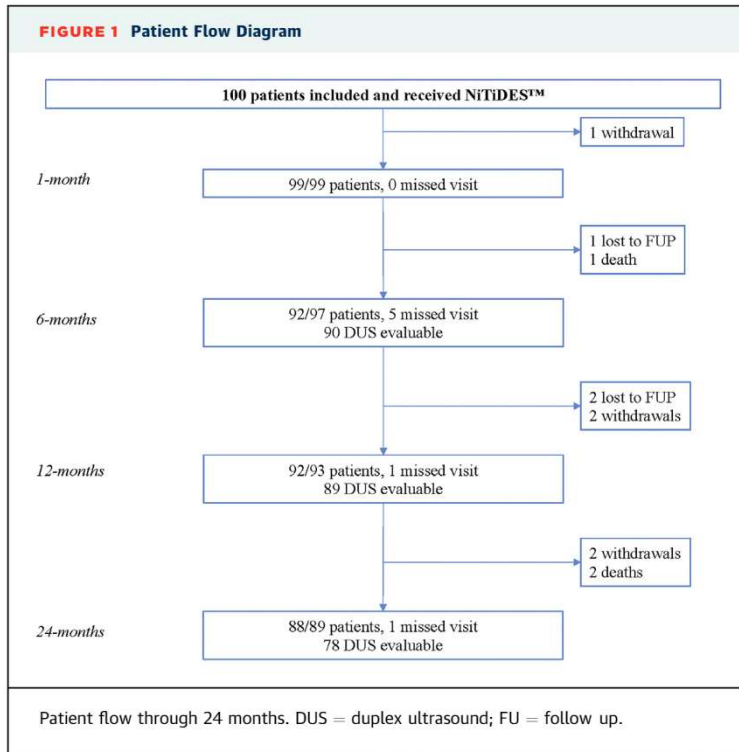 FIGURE 1 Patient Flow Diagram
100 patients included and received NiTiDES™
1 withdrawal
1-month
99/99 patients, 0 missed visit
1 lost to FUP
1 death
6-months
92/97 patients, 5 missed visit
90 DUS evaluable
2 lost to FUP
2 withdrawals
12-months
92/93 patients, 1 missed visit
89 DUS evaluable
2 withdrawals
2 deaths
24-months
88/89 patients, 1 missed visit
78 DUS evaluable
Patient flow through 24 months. DUS = duplex ultrasound; FU = follow up.